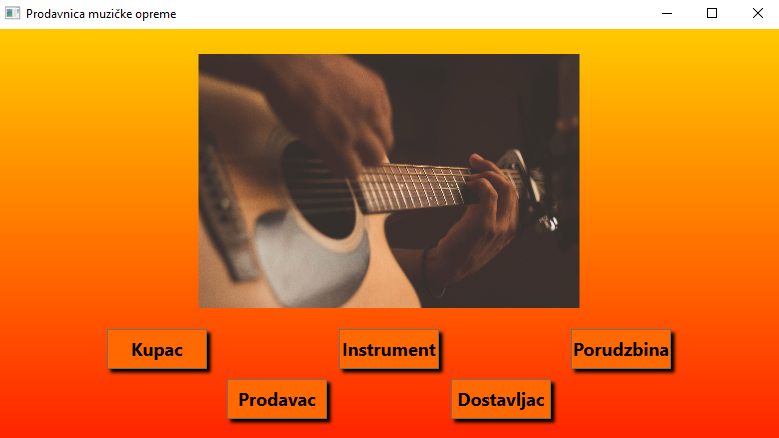 Prodavnica muzičke opreme
Kupac Instrument Porudzbina
Prodavac Dostavljac